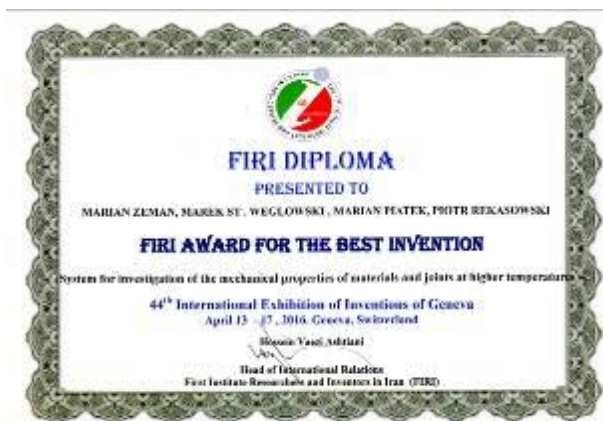 FIRI DIPLOMA
PRESENTED TO
MARIAN ZEMAN, MAREK ST. WEGLOWSKI, MARIAN PIATEK, PIOTR REKASOWSKI
FIRI AWARD FOR THE BEST INVENTION
System for investigation of the mechanical properties of materials and joints at higher temperatures
44th International Exhibition of Inventions of Geneva
April 13 - 17, 2016, Geneva, Switzerland
Hossein Vaezi Ashtiani
Head of International Relations
First Institute Researchers and Inventors in Iran (FIRI)